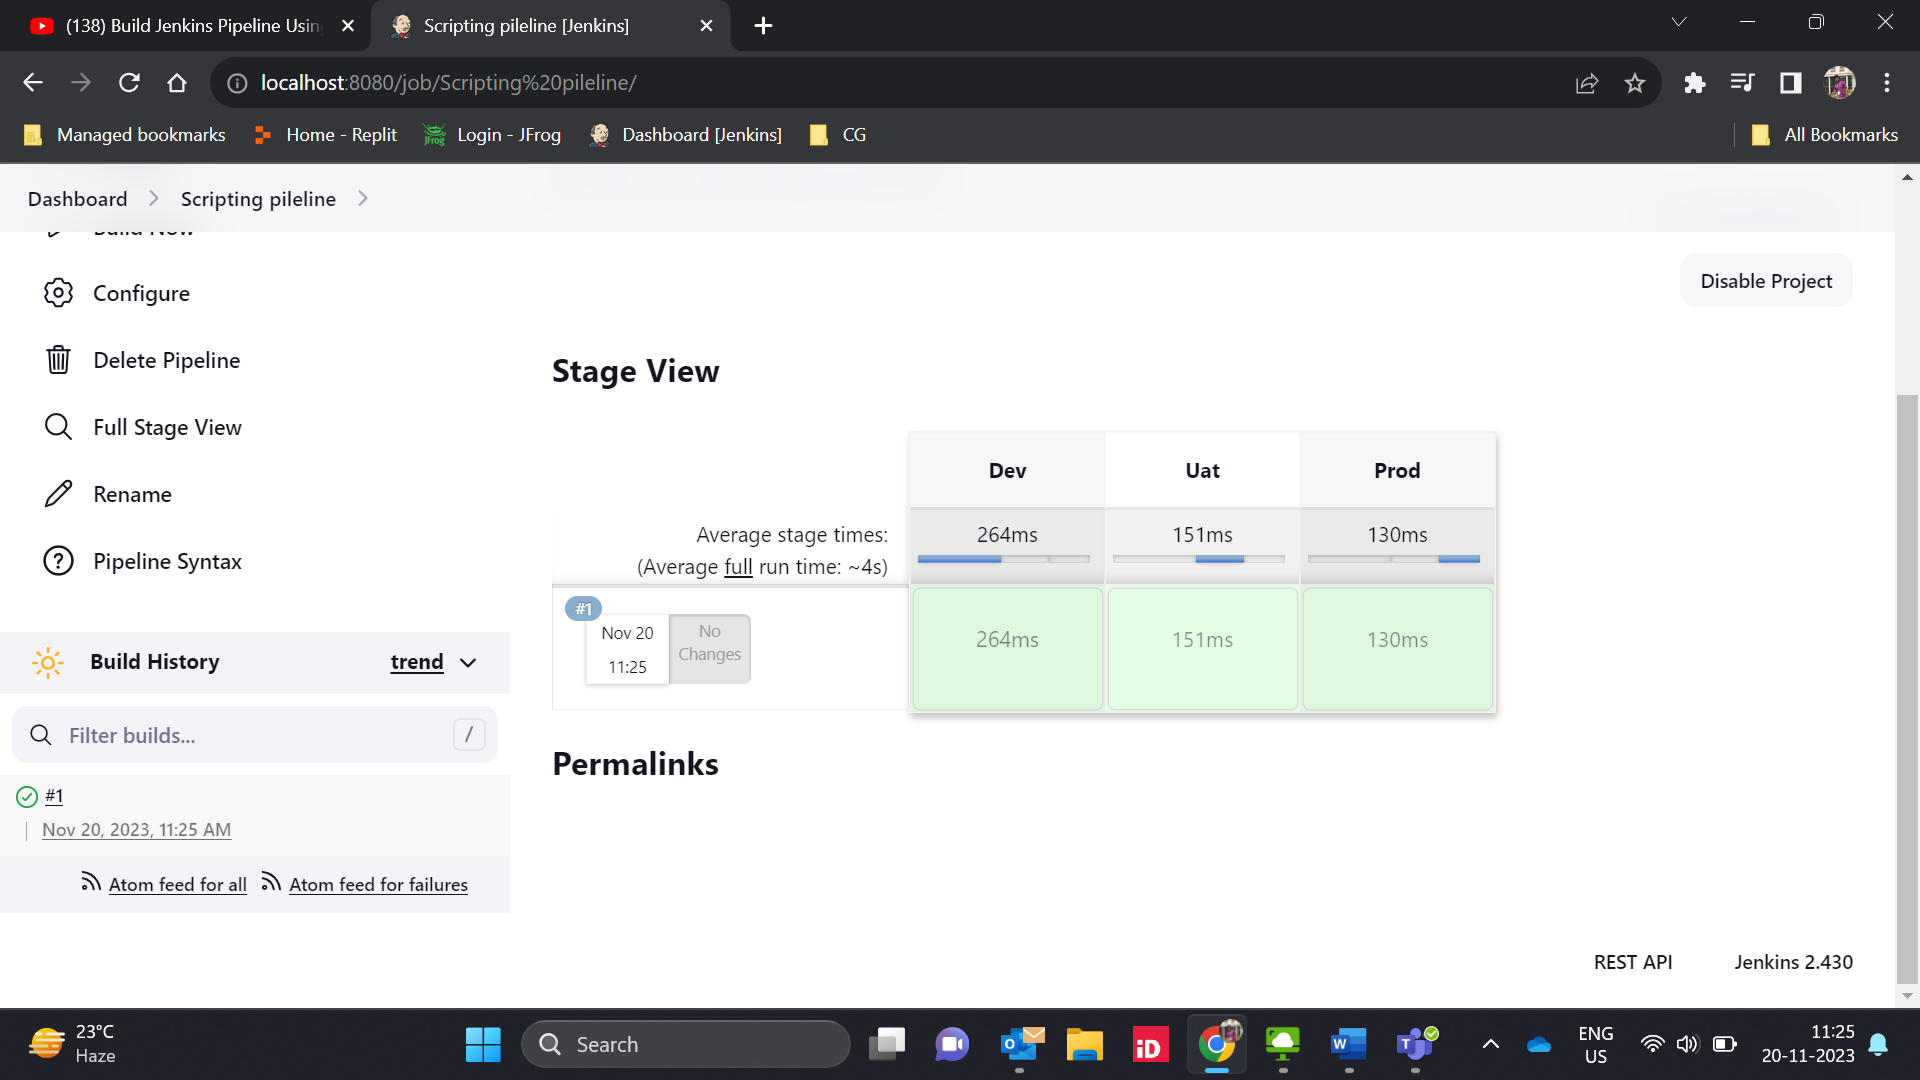 (138) Build Jenkins Pipeline Usin
Scripting pileline [Jenkins]
localhost:8080/job/Scripting%20pileline/
Managed bookmarks
Home - Replit
Login - JFrog
Dashboard [Jenkins]
CG
All Bookmarks
Dashboard
Scripting pileline
Build Now
Configure
Delete Pipeline
Full Stage View
Rename
Pipeline Syntax
Disable Project
Stage View
Dev
Uat
Prod
Average stage times:
(Average full run time: ~4s)
264ms
151ms
130ms
#1
Nov 20
11:25
No
Changes
264ms
151ms
130ms
Build History
trend
Filter builds...
/
#1
Nov 20, 2023, 11:25 AM
Atom feed for all
Atom feed for failures
Permalinks
REST API
Jenkins 2.430
23°C
Haze
Search
ENG
US
11:25
20-11-2023